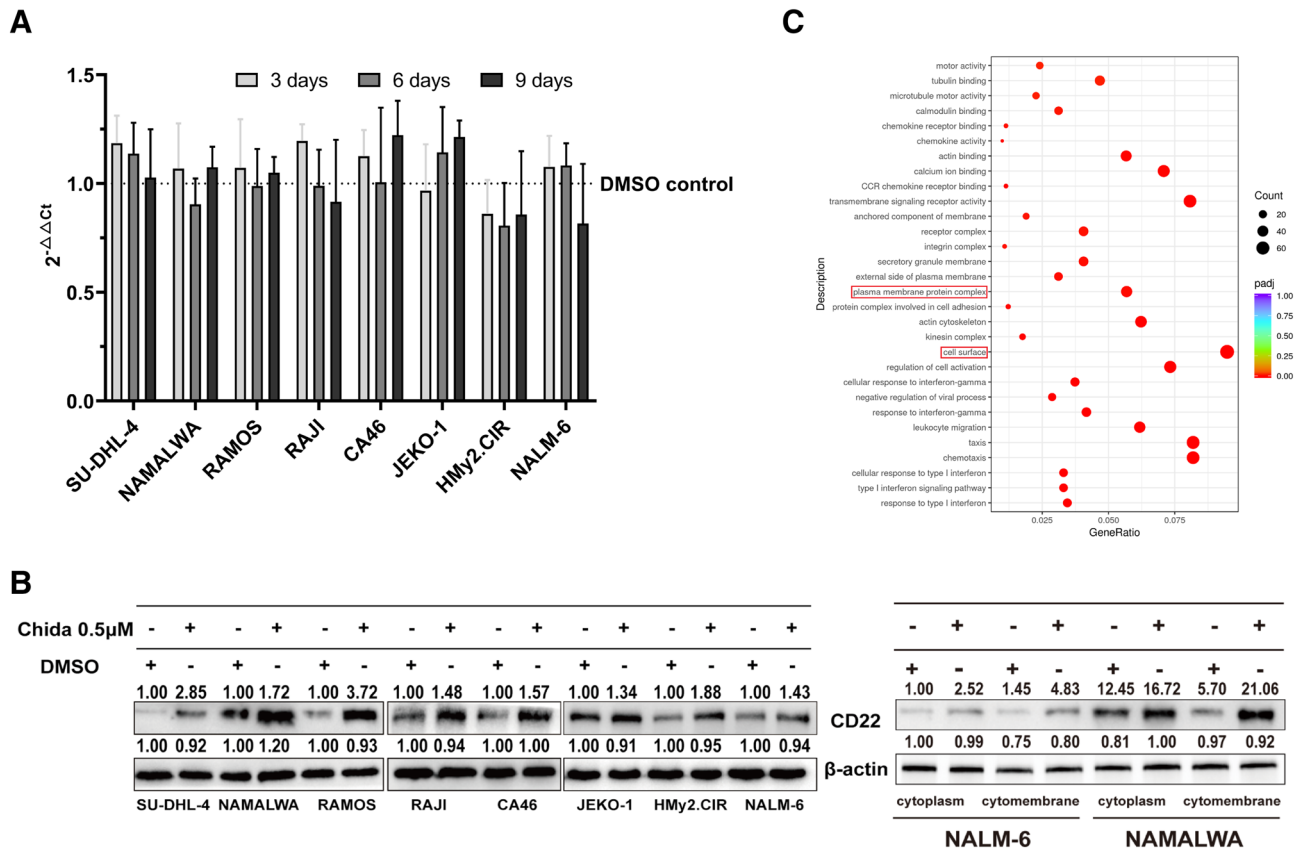 A
1.5
1.0
0.5
0.0
2-△△Ct
3 days
6 days
9 days
DMSO control
SU-DHL-4
NAMALWA
RAMOS
RAJI
CA46
JEKO-1
HMy2.CIR
NALM-6
C
Description
motor activity
tubulin binding
microtubule motor activity
calmodulin binding
chemokine receptor binding
chemokine activity
actin binding
calcium ion binding
CCR chemokine receptor binding
transmembrane signaling receptor activity
anchored component of membrane
receptor complex
integrin complex
secretory granule membrane
external side of plasma membrane
plasma membrane protein complex
protein complex involved in cell adhesion
actin cytoskeleton
kinesin complex
cell surface
regulation of cell activation
cellular response to interferon-gamma
negative regulation of viral process
response to interferon-gamma
leukocyte migration
taxis
chemotaxis
cellular response to type I interferon
type I interferon signaling pathway
response to type I interferon
0.025 0.050 0.075
GeneRatio
Count
20
40
60
padj
1.00
0.75
0.50
0.25
0.00
B
Chida 0.5μM - + - + - + - + - + - + - + - +
DMSO + - + - + - + - + - + - + - + -
1.00 2.85 1.00 1.72 1.00 3.72 1.00 1.48 1.00 1.57 1.00 1.34 1.00 1.88 1.00 1.43
1.00 0.92 1.00 1.20 1.00 0.93 1.00 0.94 1.00 1.00 1.00 0.91 1.00 0.95 1.00 0.94
SU-DHL-4 NAMALWA RAMOS RAJI CA46 JEKO-1 HMy2.CIR NALM-6
- + - + - + - +
+ - + - + - + -
1.00 2.52 1.45 4.83 12.45 16.72 5.70 21.06
CD22
1.00 0.99 0.75 0.80 0.81 1.00 0.97 0.92
β-actin
cytoplasm cytomembrane cytoplasm cytomembrane
NALM-6 NAMALWA